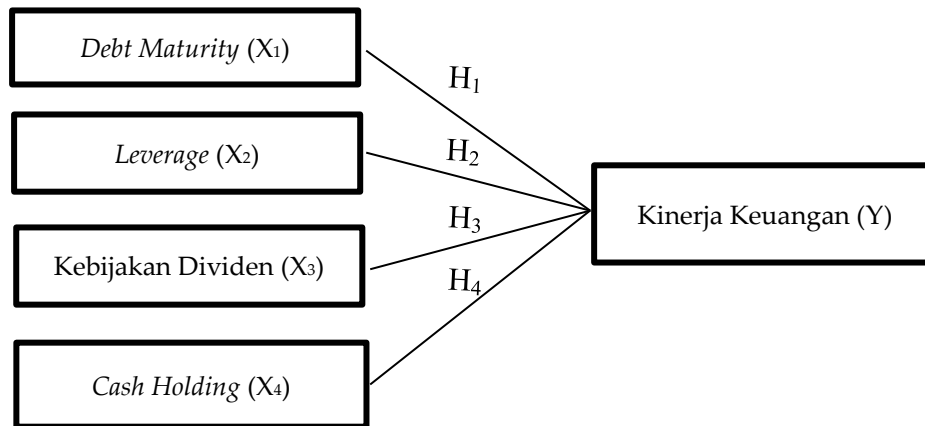 Debt Maturity (X1)
H1
Leverage (X2)
H2
Kinerja Keuangan (Y)
Kebijakan Dividen (X3)
H3
H4
Cash Holding (X4)